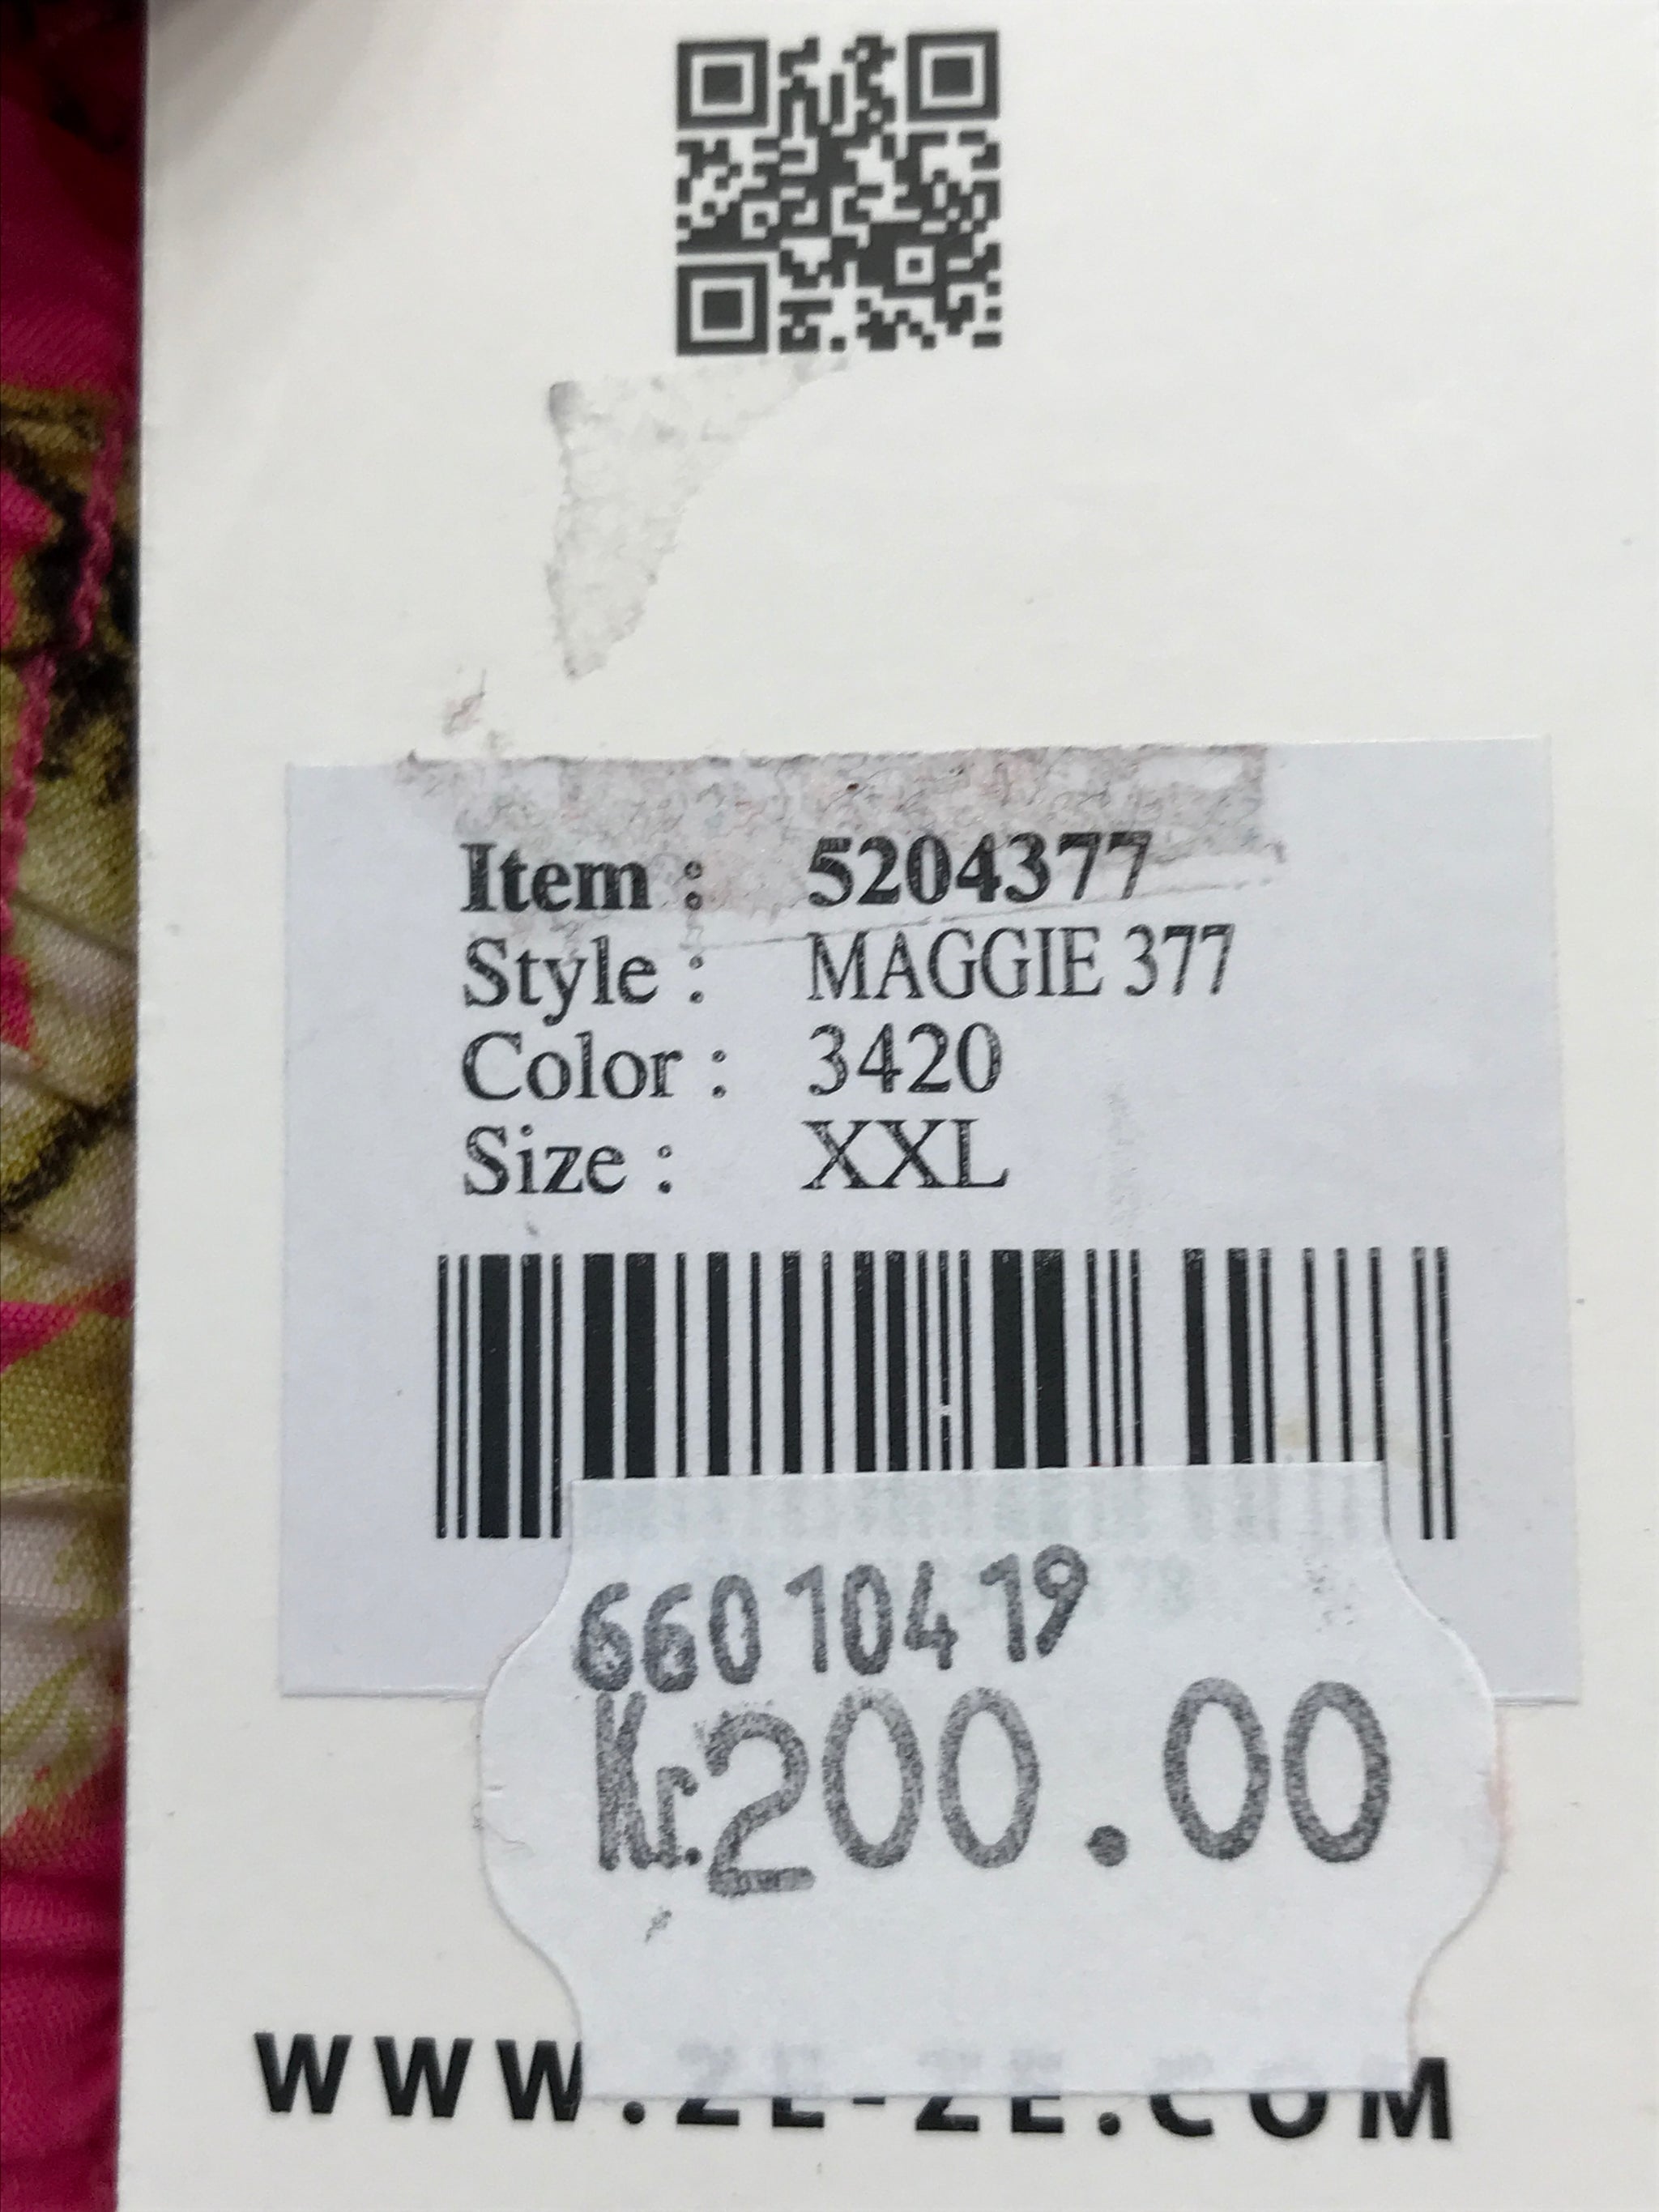 Item : 5204377
Style : MAGGIE 377
Color : 3420
Size : XXL
660 104 19
Kr.200.00
WWW.ZE-ZE.COM